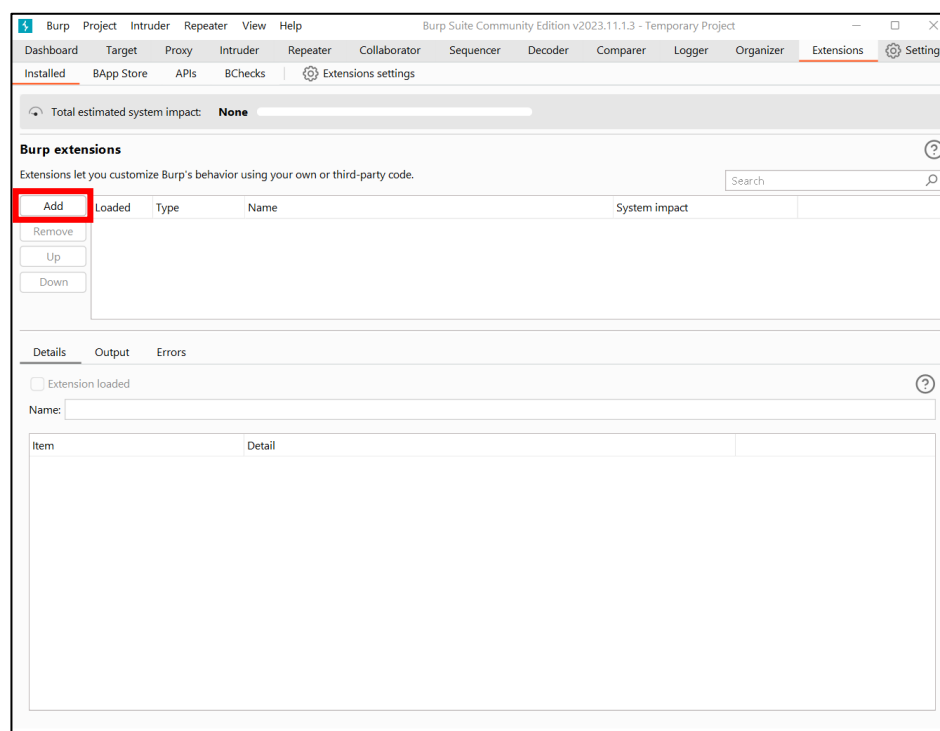 Burp Project Intruder Repeater View Help Burp Suite Community Edition v2023.11.1.3 - Temporary Project
Dashboard Target Proxy Intruder Repeater Collaborator Sequencer Decoder Comparer Logger Organizer Extensions Setting
Installed BApp Store APIs BChecks Extensions settings
Total estimated system impact: None
Burp extensions
Extensions let you customize Burp's behavior using your own or third-party code.
Search
Add Loaded Type Name System impact
Remove
Up
Down
Details Output Errors
Extension loaded
Name:
Item Detail